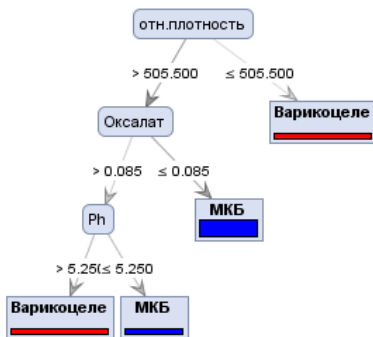 отн.плотность
> 505.500 ≤ 505.500
Оксалат
Варикоцеле
> 0.085 ≤ 0.085
Ph
МКБ
> 5.25(≤ 5.250
Варикоцеле
МКБ